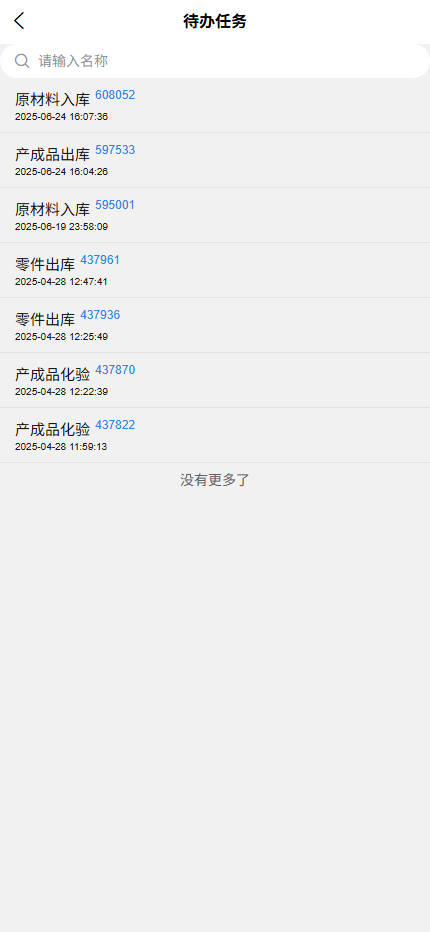 待办任务
请输入名称
原材料入库 608052
2025-06-24 16:07:36
产成品出库 597533
2025-06-24 16:04:26
原材料入库 595001
2025-06-19 23:58:09
零件出库 437961
2025-04-28 12:47:41
零件出库 437936
2025-04-28 12:25:49
产成品化验 437870
2025-04-28 12:22:39
产成品化验 437822
2025-04-28 11:59:13
没有更多了